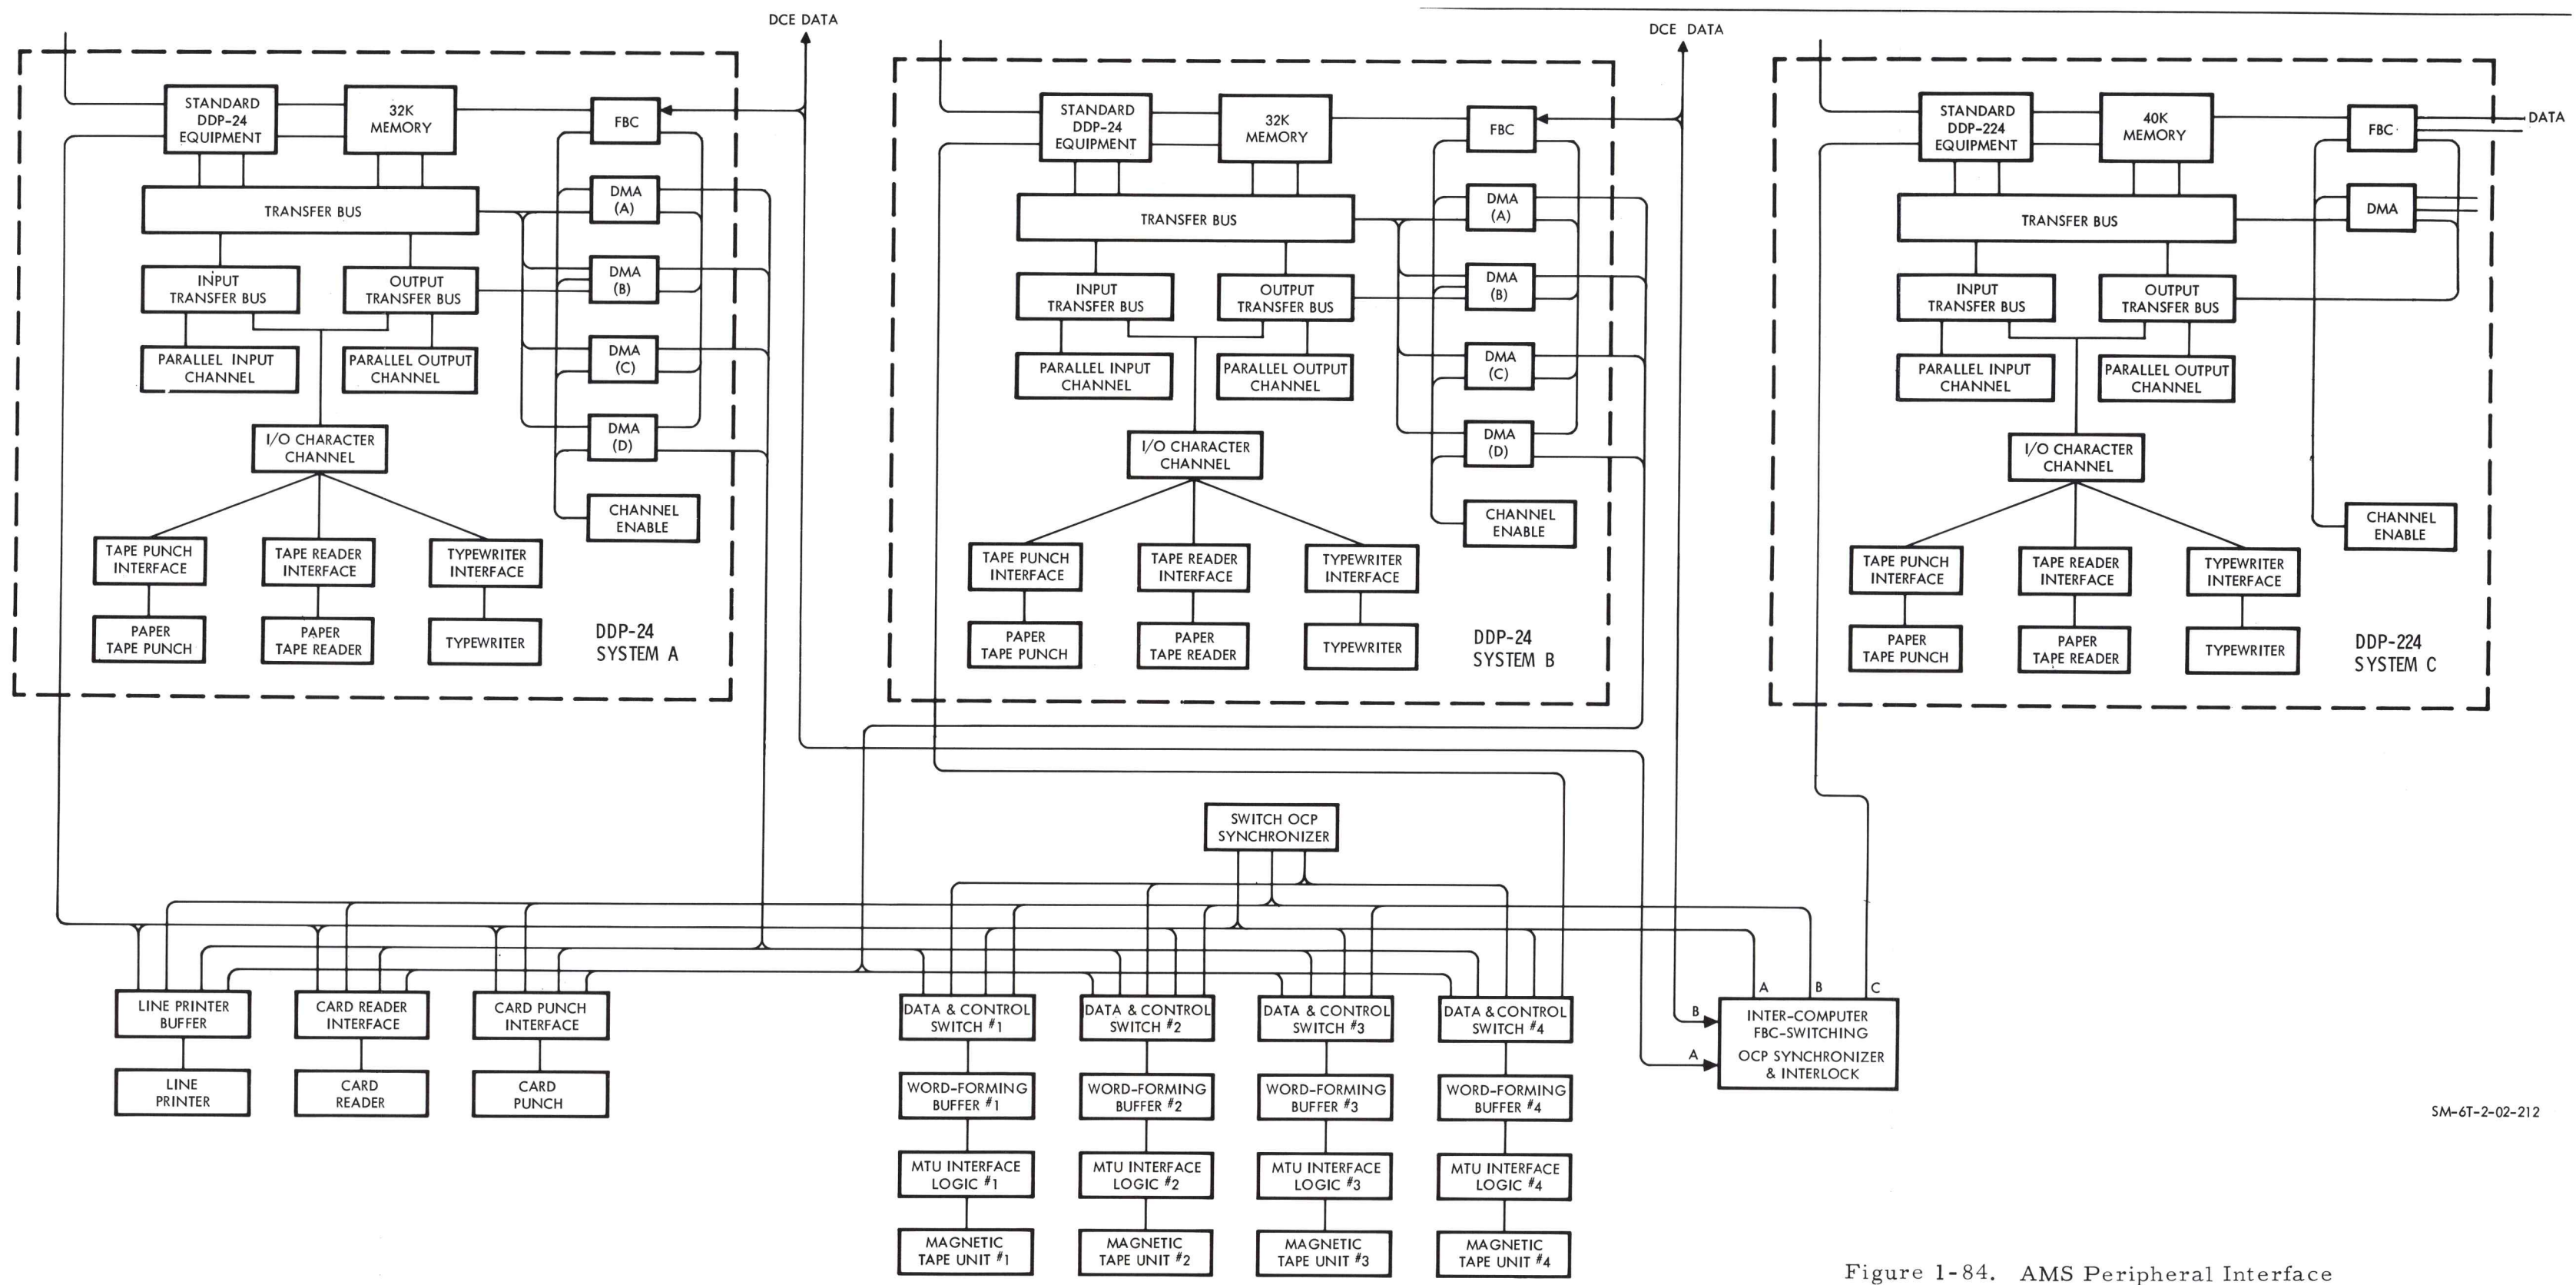 DCE DATA
STANDARD
DDP-24
EQUIPMENT
32K
MEMORY
FBC
TRANSFER BUS
DMA
(A)
INPUT
TRANSFER BUS
OUTPUT
TRANSFER BUS
DMA
(B)
PARALLEL INPUT
CHANNEL
PARALLEL OUTPUT
CHANNEL
DMA
(C)
I/O CHARACTER
CHANNEL
DMA
(D)
CHANNEL
ENABLE
TAPE PUNCH
INTERFACE
TAPE READER
INTERFACE
TYPEWRITER
INTERFACE
PAPER
TAPE PUNCH
PAPER
TAPE READER
TYPEWRITER
DDP-24
SYSTEM A
DCE DATA
STANDARD
DDP-24
EQUIPMENT
32K
MEMORY
FBC
TRANSFER BUS
DMA
(A)
INPUT
TRANSFER BUS
OUTPUT
TRANSFER BUS
DMA
(B)
PARALLEL INPUT
CHANNEL
PARALLEL OUTPUT
CHANNEL
DMA
(C)
I/O CHARACTER
CHANNEL
DMA
(D)
CHANNEL
ENABLE
TAPE PUNCH
INTERFACE
TAPE READER
INTERFACE
TYPEWRITER
INTERFACE
PAPER
TAPE PUNCH
PAPER
TAPE READER
TYPEWRITER
DDP-24
SYSTEM B
STANDARD
DDP-224
EQUIPMENT
40K
MEMORY
FBC
DATA
TRANSFER BUS
DMA
INPUT
TRANSFER BUS
OUTPUT
TRANSFER BUS
PARALLEL INPUT
CHANNEL
PARALLEL OUTPUT
CHANNEL
I/O CHARACTER
CHANNEL
CHANNEL
ENABLE
TAPE PUNCH
INTERFACE
TAPE READER
INTERFACE
TYPEWRITER
INTERFACE
PAPER
TAPE PUNCH
PAPER
TAPE READER
TYPEWRITER
DDP-224
SYSTEM C
SWITCH OCP
SYNCHRONIZER
LINE PRINTER
BUFFER
CARD READER
INTERFACE
CARD PUNCH
INTERFACE
LINE
PRINTER
CARD
READER
CARD
PUNCH
DATA & CONTROL
SWITCH #1
DATA & CONTROL
SWITCH #2
DATA & CONTROL
SWITCH #3
DATA & CONTROL
SWITCH #4
WORD-FORMING
BUFFER #1
WORD-FORMING
BUFFER #2
WORD-FORMING
BUFFER #3
WORD-FORMING
BUFFER #4
MTU INTERFACE
LOGIC #1
MTU INTERFACE
LOGIC #2
MTU INTERFACE
LOGIC #3
MTU INTERFACE
LOGIC #4
MAGNETIC
TAPE UNIT #1
MAGNETIC
TAPE UNIT #2
MAGNETIC
TAPE UNIT #3
MAGNETIC
TAPE UNIT #4
A
B
C
B
A
INTER-COMPUTER
FBC-SWITCHING
OCP SYNCHRONIZER
& INTERLOCK
SM-6T-2-02-212
Figure 1-84. AMS Peripheral Interface